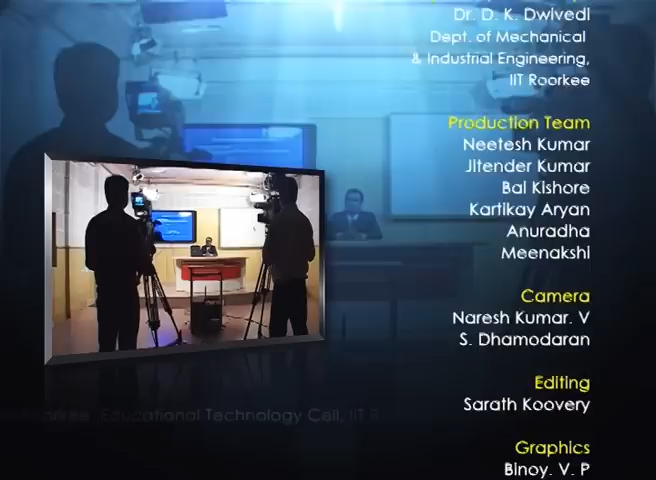 Dr. D. K. Dwivedi
Dept. of Mechanical
& Industrial Engineering,
IIT Roorkee
Production Team
Neetesh Kumar
Jitender Kumar
Bal Kishore
Kartikay Aryan
Anuradha
Meenakshi
Camera
Naresh Kumar. V
S. Dhamodaran
Editing
Sarath Koovery
Educational Technology Cell, IIT R
Graphics
Binoy. V. P